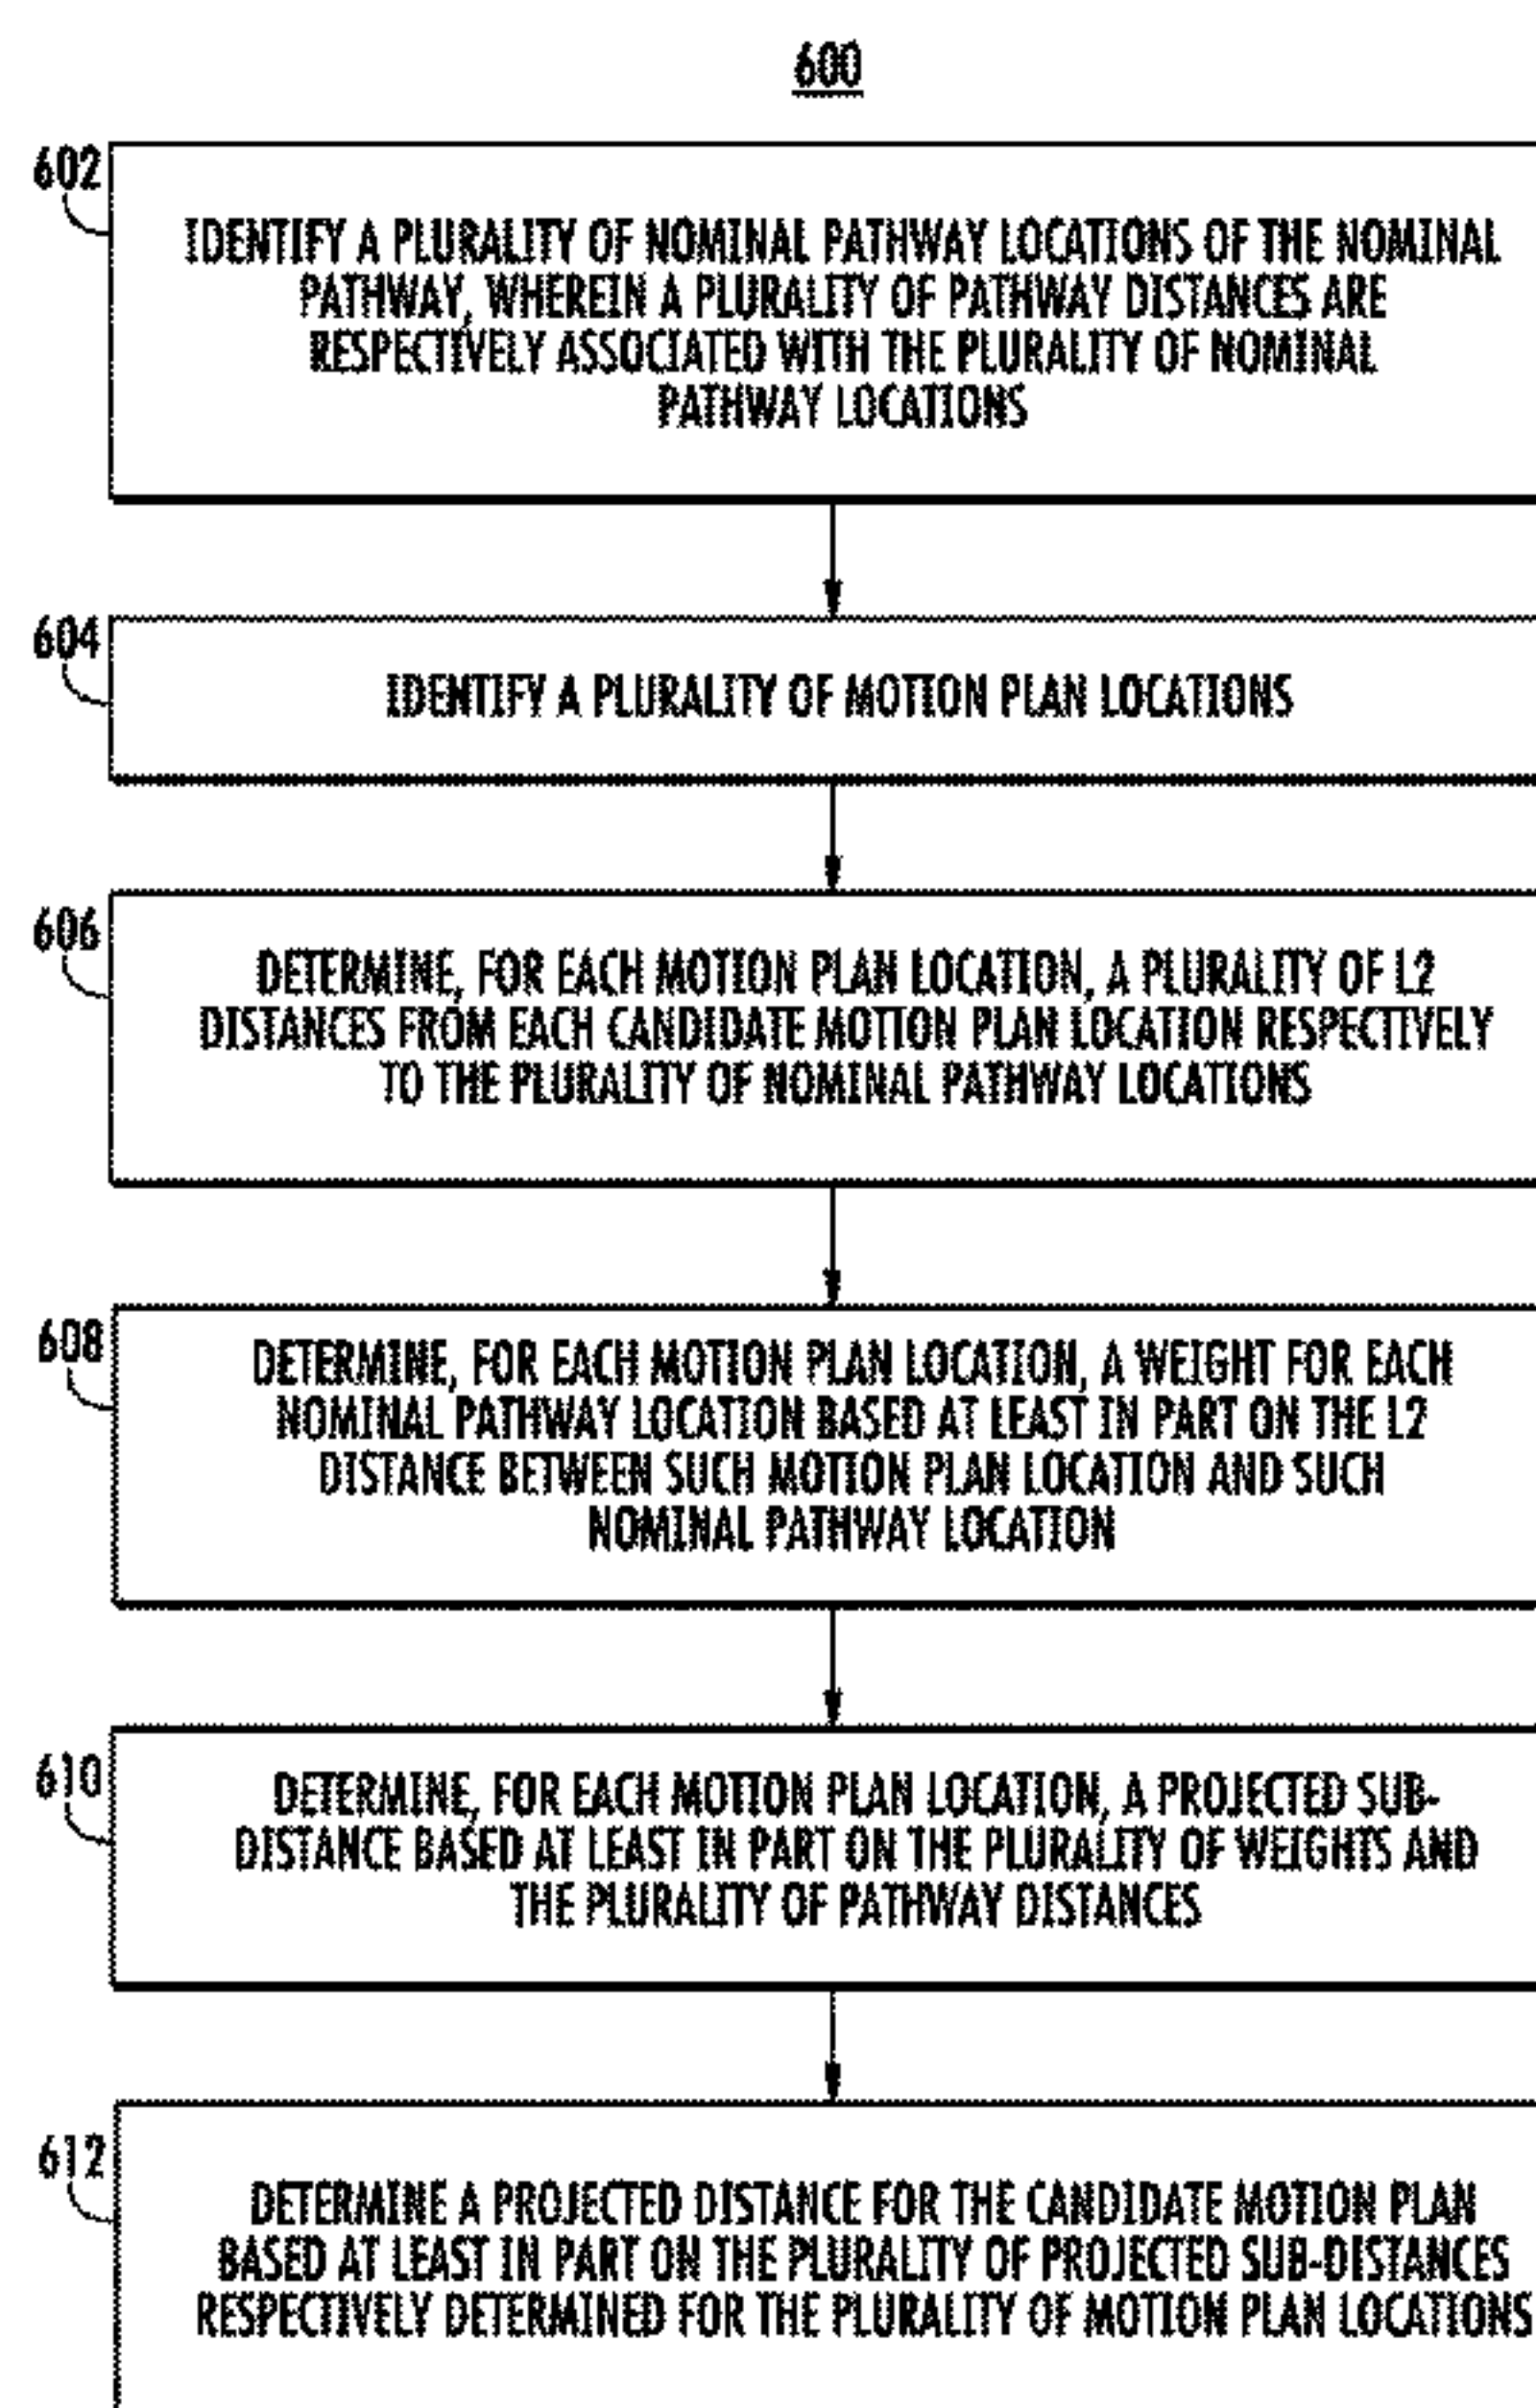 600
602
IDENTIFY A PLURALITY OF NOMINAL PATHWAY LOCATIONS OF THE NOMINAL
PATHWAY, WHEREIN A PLURALITY OF PATHWAY DISTANCES ARE
RESPECTIVELY ASSOCIATED WITH THE PLURALITY OF NOMINAL
PATHWAY LOCATIONS
604
IDENTIFY A PLURALITY OF MOTION PLAN LOCATIONS
606
DETERMINE, FOR EACH MOTION PLAN LOCATION, A PLURALITY OF L2
DISTANCES FROM EACH CANDIDATE MOTION PLAN LOCATION RESPECTIVELY
TO THE PLURALITY OF NOMINAL PATHWAY LOCATIONS
608
DETERMINE, FOR EACH MOTION PLAN LOCATION, A WEIGHT FOR EACH
NOMINAL PATHWAY LOCATION BASED AT LEAST IN PART ON THE L2
DISTANCE BETWEEN SUCH MOTION PLAN LOCATION AND SUCH
NOMINAL PATHWAY LOCATION
610
DETERMINE, FOR EACH MOTION PLAN LOCATION, A PROJECTED SUB-
DISTANCE BASED AT LEAST IN PART ON THE PLURALITY OF WEIGHTS AND
THE PLURALITY OF PATHWAY DISTANCES
612
DETERMINE A PROJECTED DISTANCE FOR THE CANDIDATE MOTION PLAN
BASED AT LEAST IN PART ON THE PLURALITY OF PROJECTED SUB-DISTANCES
RESPECTIVELY DETERMINED FOR THE PLURALITY OF MOTION PLAN LOCATIONS